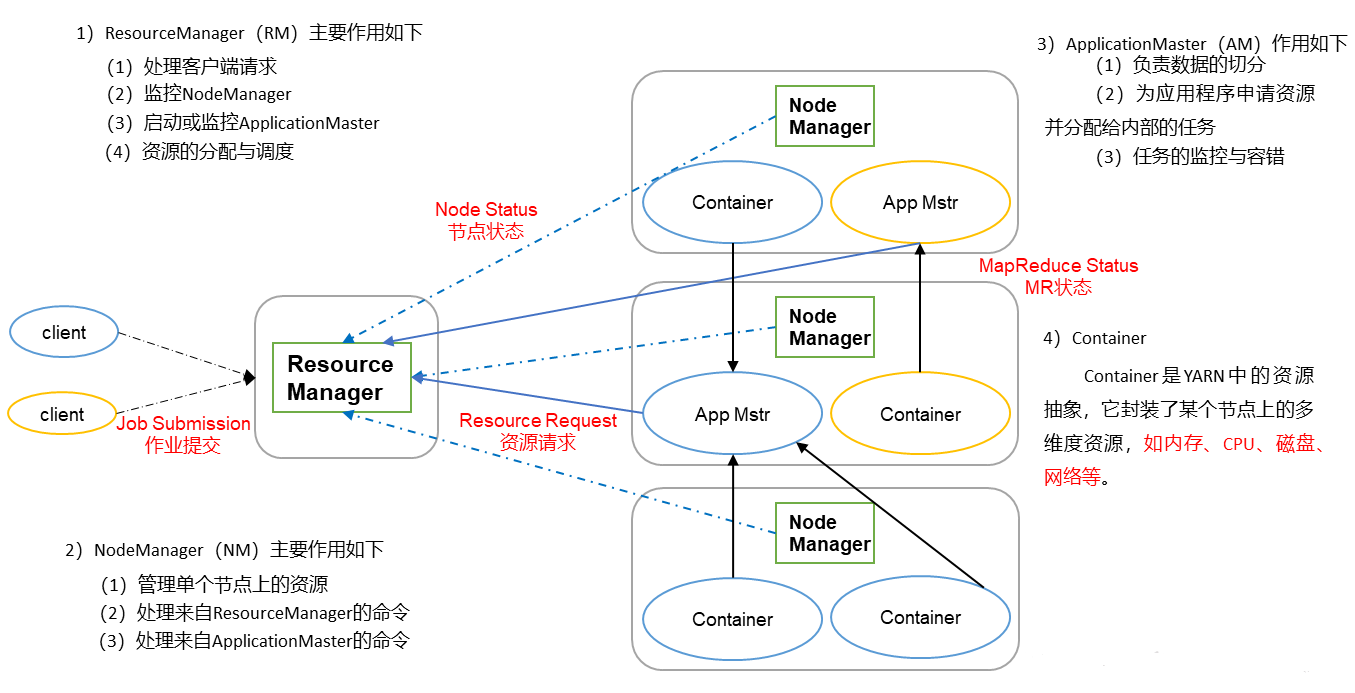 1）ResourceManager（RM）主要作用如下
（1）处理客户端请求
（2）监控NodeManager
（3）启动或监控ApplicationMaster
（4）资源的分配与调度
3）ApplicationMaster（AM）作用如下
（1）负责数据的切分
（2）为应用程序申请资源
并分配给内部的任务
（3）任务的监控与容错
Node
Manager
Container
App Mstr
Node Status
节点状态
MapReduce Status
MR状态
client
client
Job Submission
作业提交
Resource
Manager
Node
Manager
App Mstr
Container
Resource Request
资源请求
4）Container
Container是YARN中的资源
抽象，它封装了某个节点上的多
维度资源，如内存、CPU、磁盘、
网络等。
Node
Manager
Container
Container
2）NodeManager（NM）主要作用如下
（1）管理单个节点上的资源
（2）处理来自ResourceManager的命令
（3）处理来自ApplicationMaster的命令